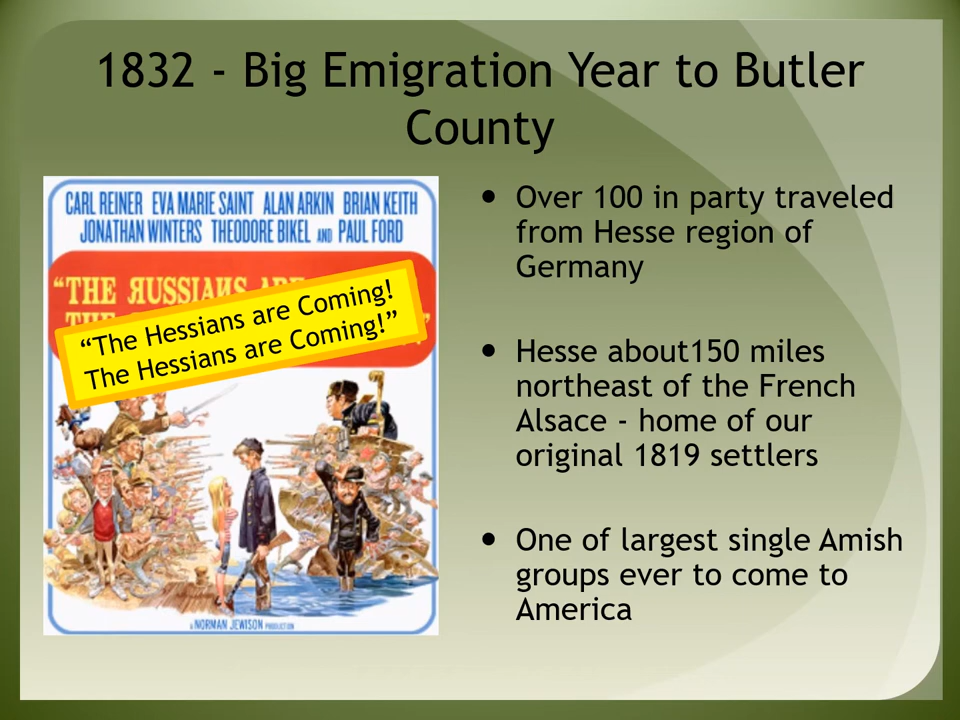 1832 - Big Emigration Year to Butler
County
CARL REINER EVA MARIE SAINT ALAN ARKIN BRIAN KEITH
JONATHAN WINTERS THEODORE BIKEL AND PAUL FORD
“THE ЯUSSIAИS ARE
THE
“The Hessians are Coming!
The Hessians are Coming!”
A NORMAN JEWISON PRODUCTION
• Over 100 in party traveled
from Hesse region of
Germany
• Hesse about150 miles
northeast of the French
Alsace - home of our
original 1819 settlers
• One of largest single Amish
groups ever to come to
America